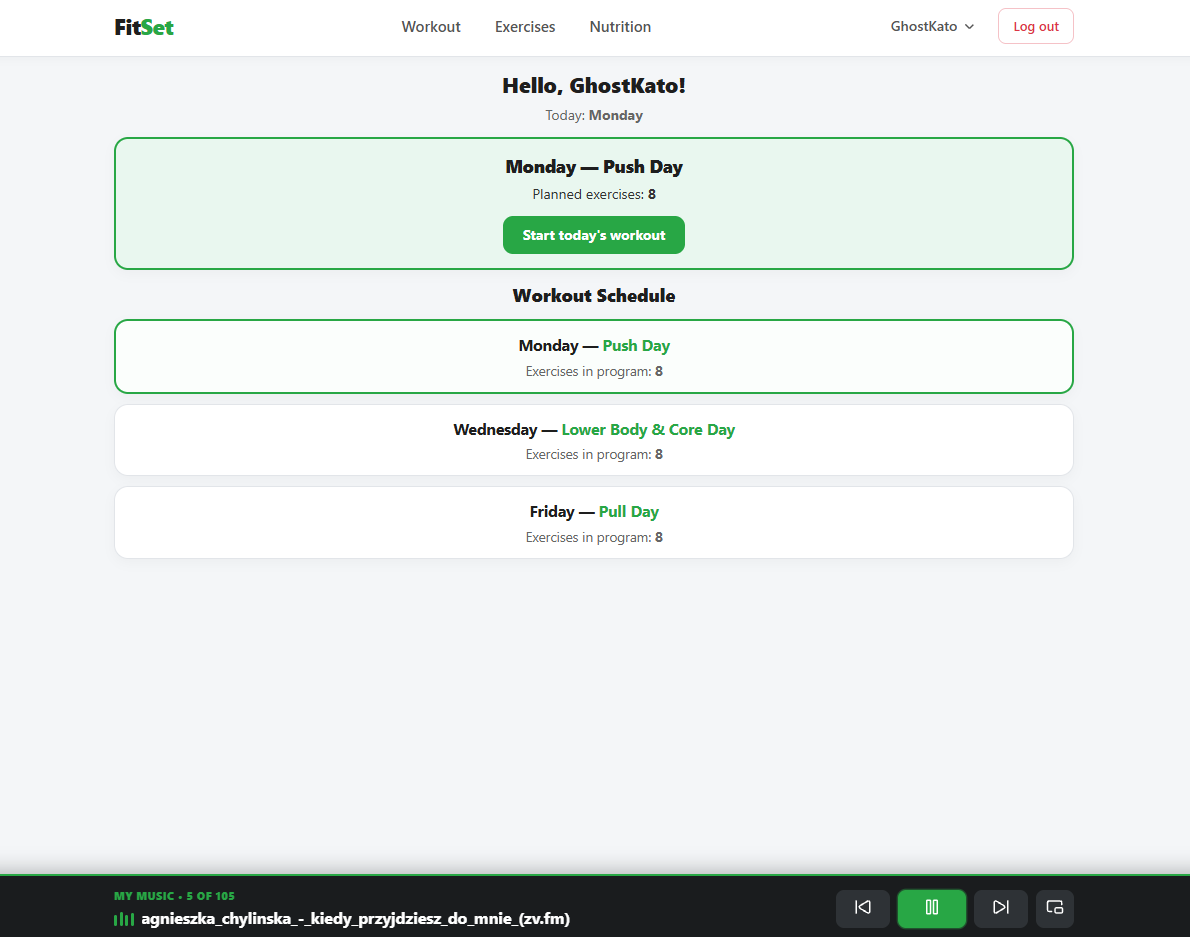 FitSet
Workout
Exercises
Nutrition
GhostKato
Log out
Hello, GhostKato!
Today: Monday
Monday — Push Day
Planned exercises: 8
Start today's workout
Workout Schedule
Monday — Push Day
Exercises in program: 8
Wednesday — Lower Body & Core Day
Exercises in program: 8
Friday — Pull Day
Exercises in program: 8
MY MUSIC • 5 OF 105
agnieszka_chylinska_-_kiedy_przyjdziesz_do_mnie_(zv.fm)